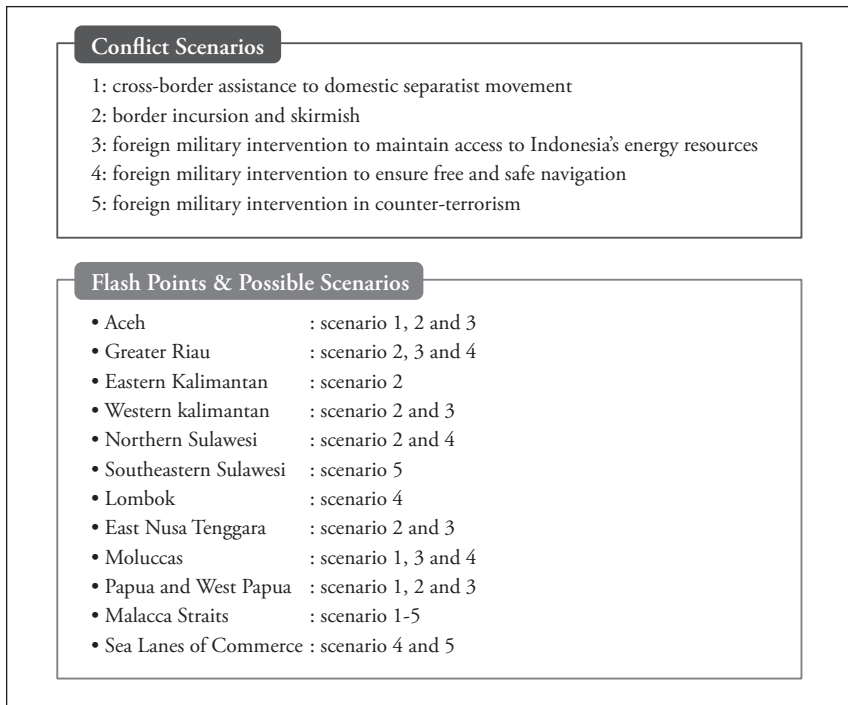 Conflict Scenarios
1: cross-border assistance to domestic separatist movement
2: border incursion and skirmish
3: foreign military intervention to maintain access to Indonesia's energy resources
4: foreign military intervention to ensure free and safe navigation
5: foreign military intervention in counter-terrorism
Flash Points & Possible Scenarios
• Aceh : scenario 1, 2 and 3
• Greater Riau : scenario 2, 3 and 4
• Eastern Kalimantan : scenario 2
• Western kalimantan : scenario 2 and 3
• Northern Sulawesi : scenario 2 and 4
• Southeastern Sulawesi : scenario 5
• Lombok : scenario 4
• East Nusa Tenggara : scenario 2 and 3
• Moluccas : scenario 1, 3 and 4
• Papua and West Papua : scenario 1, 2 and 3
• Malacca Straits : scenario 1-5
• Sea Lanes of Commerce : scenario 4 and 5